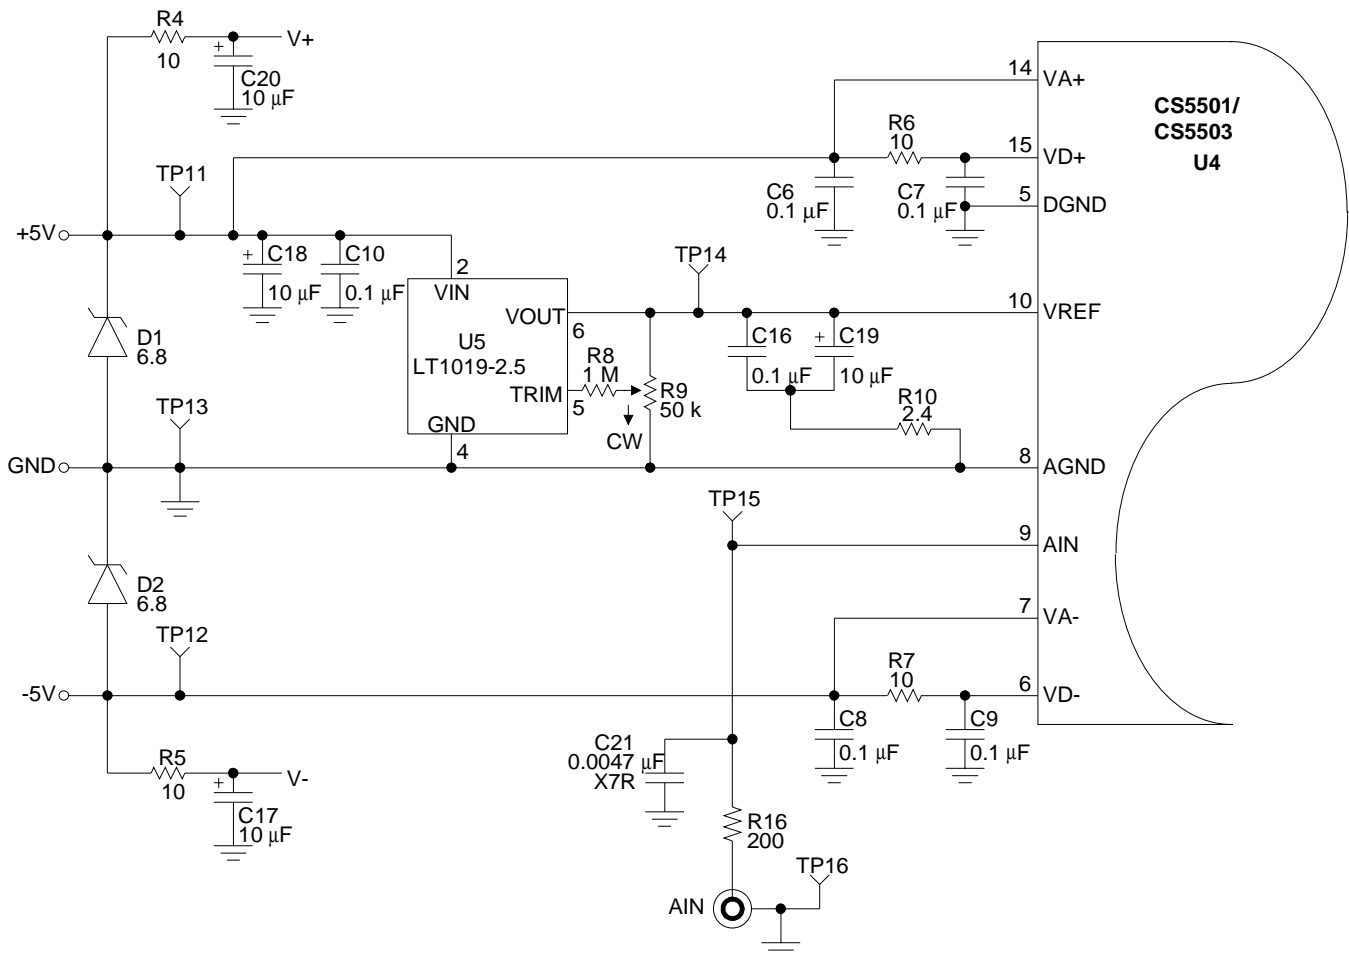 R4
10
V+
+
C20
10 µF
14
VA+
CS5501/
CS5503
U4
R6
10
15
VD+
TP11
C6
0.1 µF
C7
0.1 µF
5
DGND
+5V
+
C18
10 µF
C10
0.1 µF
2
VIN
TP14
10
VREF
VOUT
6
D1
6.8
U5
LT1019-2.5
C16
0.1 µF
+
C19
10 µF
R8
1 M
TRIM
5
R9
50 k
R10
2.4
TP13
CW
GND
4
GND
8
AGND
TP15
9
AIN
D2
6.8
7
VA-
TP12
R7
10
-5V
6
VD-
C8
0.1 µF
C9
0.1 µF
R5
10
V-
+
C17
10 µF
C21
0.0047 µF
X7R
R16
200
TP16
AIN